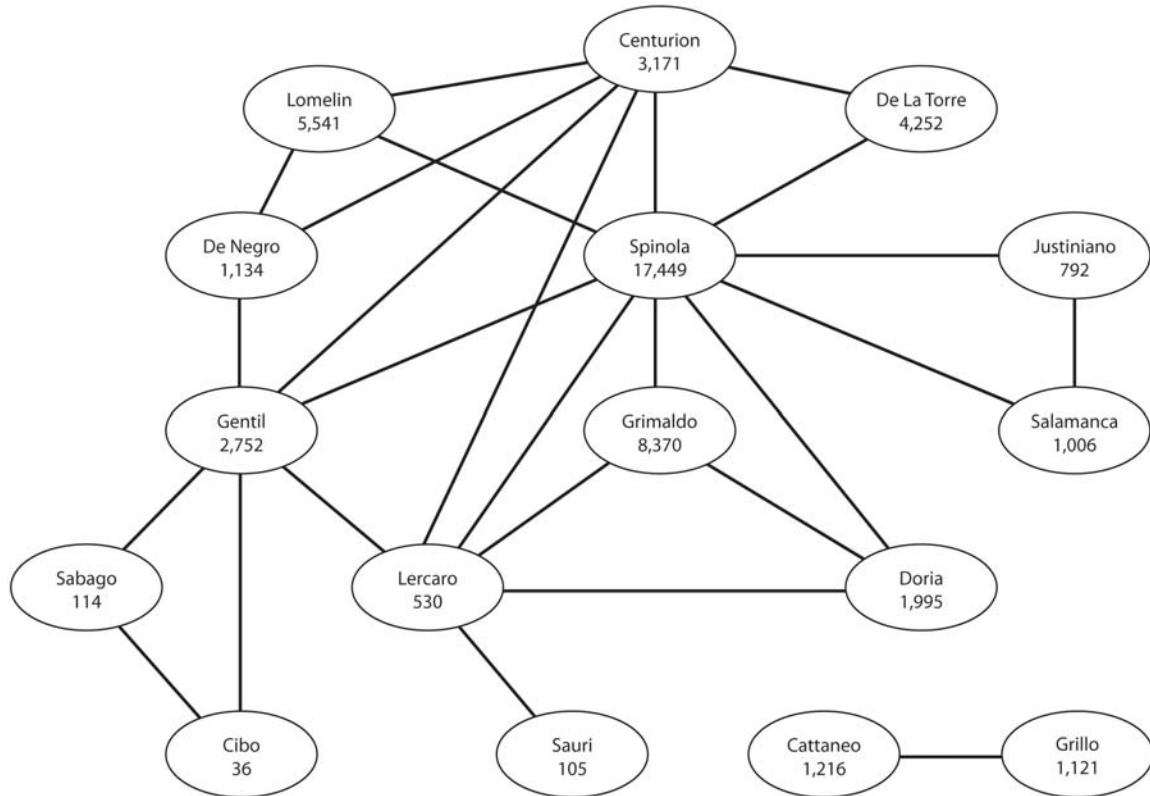 Centurion
3,171
Lomelin
5,541
De La Torre
4,252
De Negro
1,134
Spinola
17,449
Justiniano
792
Gentil
2,752
Grimaldo
8,370
Salamanca
1,006
Sabago
114
Lercaro
530
Doria
1,995
Cibo
36
Sauri
105
Cattaneo
1,216
Grillo
1,121